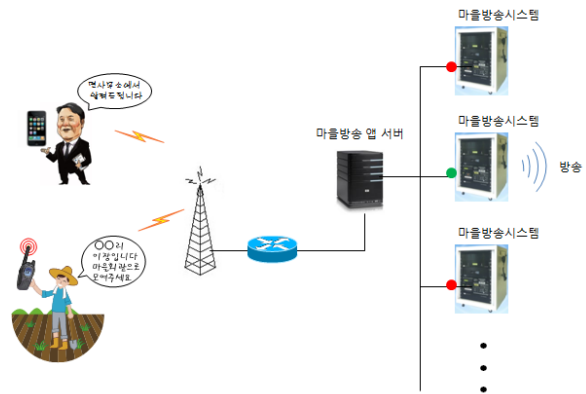 마을방송시스템
면사무소에서
알려드립니다
마을방송 앱 서버
마을방송시스템
방송
○○리
이장입니다
마을회관으로
모여주세요
마을방송시스템